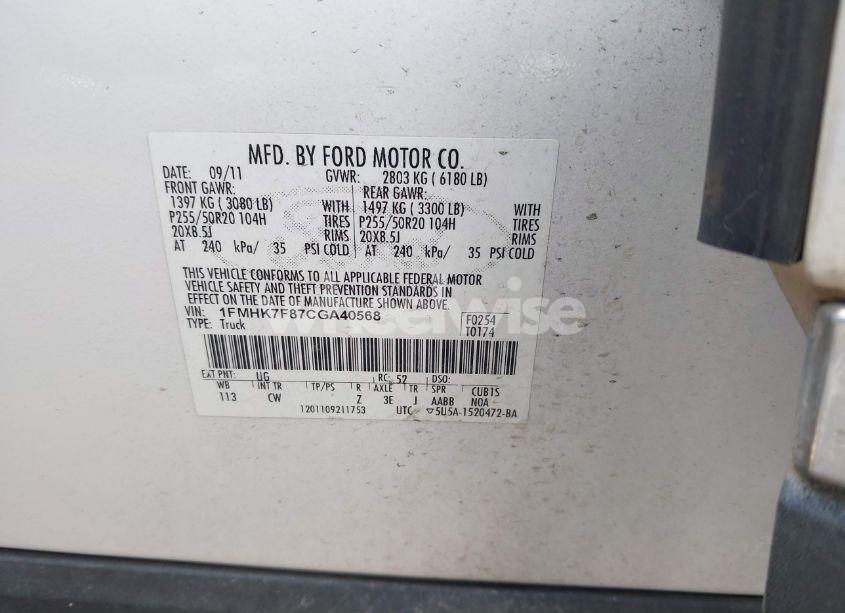 MFD. BY FORD MOTOR CO.
DATE: 09/11 GVWR: 2803 KG ( 6180 LB)
FRONT GAWR: REAR GAWR:
1397 KG ( 3080 LB) WITH 1497 KG ( 3300 LB) WITH
P255/50R20 104H TIRES P255/50R20 104H TIRES
20X8.5J RIMS 20X8.5J RIMS
AT 240 kPa/ 35 PSI COLD AT 240 kPa/ 35 PSI COLD
THIS VEHICLE CONFORMS TO ALL APPLICABLE FEDERAL MOTOR
VEHICLE SAFETY AND THEFT PREVENTION STANDARDS IN
EFFECT ON THE DATE OF MANUFACTURE SHOWN ABOVE.
VIN: 1FMHK7F87CGA40568 F0254
TYPE: Truck T0174
EXT PNT: UG RC: 52 DSO:
WB INT TR TP/PS R AXLE TR SPR CUBIS
113 CW Z 3E J AABB NOA
1201109211753 UTC ▽5U5A-1520472-BA
wheelwise